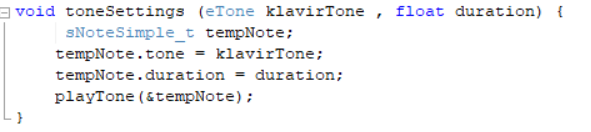 void toneSettings (eTone klavirTone , float duration) {
sNoteSimple_t tempNote;
tempNote.tone = klavirTone;
tempNote.duration = duration;
playTone(&tempNote);
}